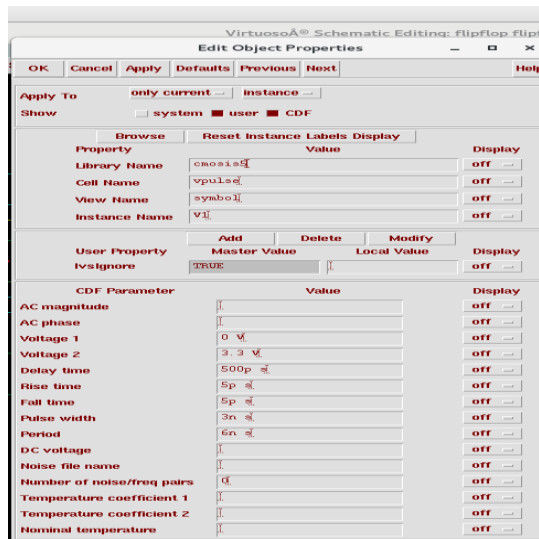 VirtuosoÂ® Schematic Editing: flipflop flipf
Edit Object Properties
OK Cancel Apply Defaults Previous Next Help
Apply To only current instance
Show system user CDF
Browse Reset Instance Labels Display
Property Value Display
Library Name cmosis5 off
Cell Name vpulse off
View Name symbol off
Instance Name V1 off
Add Delete Modify
User Property Master Value Local Value Display
lvsIgnore TRUE off
CDF Parameter Value Display
AC magnitude off
AC phase off
Voltage 1 0 V off
Voltage 2 3.3 V off
Delay time 500p s off
Rise time 5p s off
Fall time 5p s off
Pulse width 3n s off
Period 6n s off
DC voltage off
Noise file name off
Number of noise/freq pairs 0 off
Temperature coefficient 1 off
Temperature coefficient 2 off
Nominal temperature off